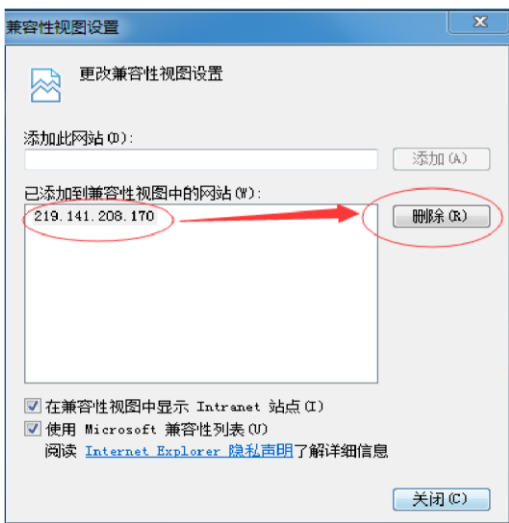 兼容性视图设置
更改兼容性视图设置
添加此网站(D):
添加(A)
已添加到兼容性视图中的网站(W):
219.141.208.170
删除(R)
在兼容性视图中显示 Intranet 站点(I)
使用 Microsoft 兼容性列表(U)
阅读 Internet Explorer 隐私声明了解详细信息
关闭(C)